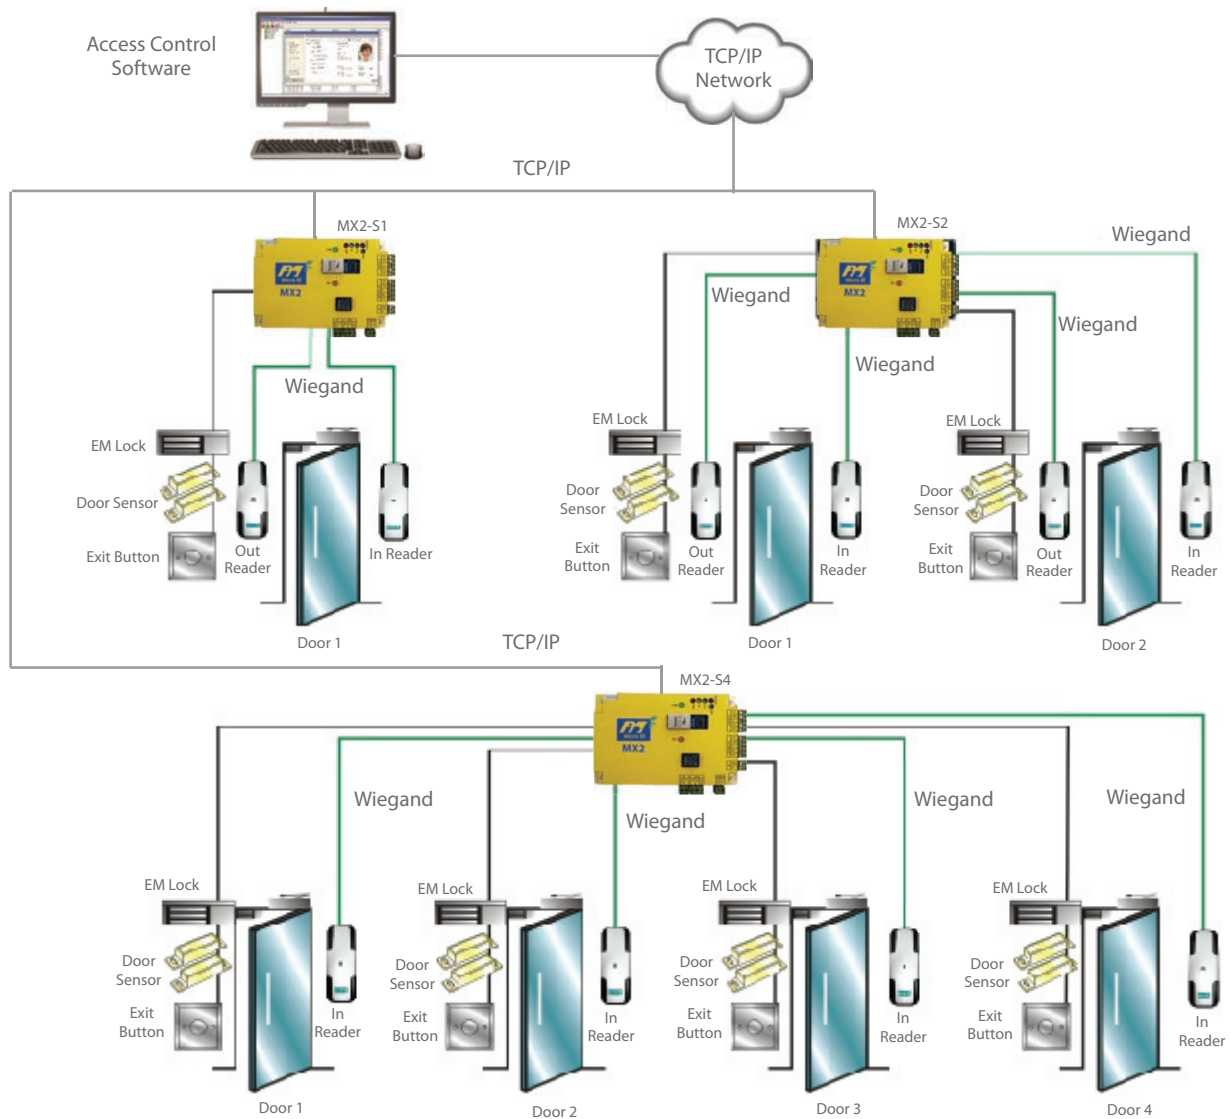 Access Control
Software
TCP/IP
Network
TCP/IP
MX2-S1
MX2
Wiegand
EM Lock
Door Sensor
Exit Button
Out
Reader
In Reader
Door 1
MX2-S2
MX2
Wiegand
Wiegand
Wiegand
Wiegand
EM Lock
Door
Sensor
Exit
Button
Out
Reader
In
Reader
Door 1
EM Lock
Door
Sensor
Exit
Button
Out
Reader
In
Reader
Door 2
TCP/IP
MX2-S4
MX2
Wiegand
Wiegand
Wiegand
Wiegand
EM Lock
Door
Sensor
Exit
Button
In
Reader
Door 1
EM Lock
Door
Sensor
Exit
Button
In
Reader
Door 2
EM Lock
Door
Sensor
Exit
Button
In
Reader
Door 3
EM Lock
Door
Sensor
Exit
Button
In
Reader
Door 4